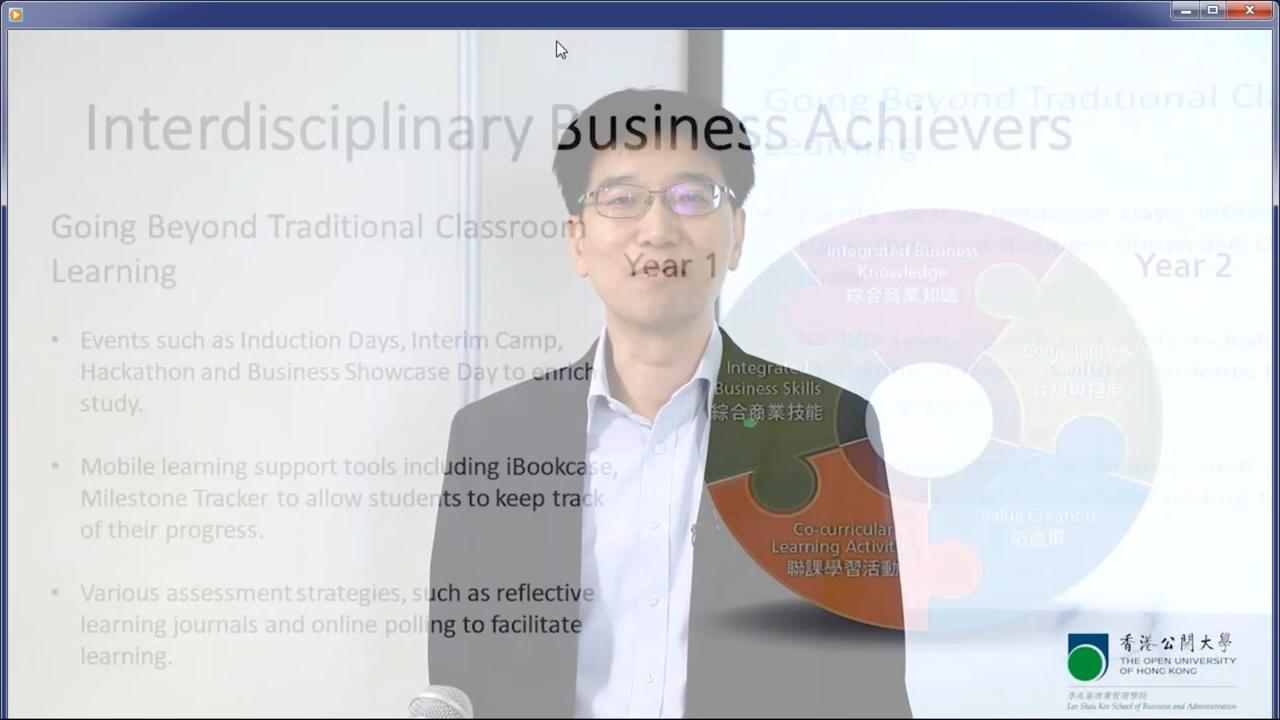 Interdisciplinary Business Achievers
Going Beyond Traditional Classroom
Learning
• Events such as Induction Days, Interim Camp,
Hackathon and Business Showcase Day to enrich
study.
• Mobile learning support tools including iBookcase,
Milestone Tracker to allow students to keep track
of their progress.
• Various assessment strategies, such as reflective
learning journals and online polling to facilitate
learning.
Year 1
Year 2
Integrated Business
Knowledge
綜合商業知識
Compliance &
Control
合規與控制
Integrated
Business Skills
綜合商業技能
Value Creation
創造價
Co-curricular
Learning Activities
聯課學習活動
Going Beyond Traditional Cla
Learning
香港公開大學
THE OPEN UNIVERSITY
OF HONG KONG
李兆基商業管理學院
Lee Shau Kee School of Business and Administration